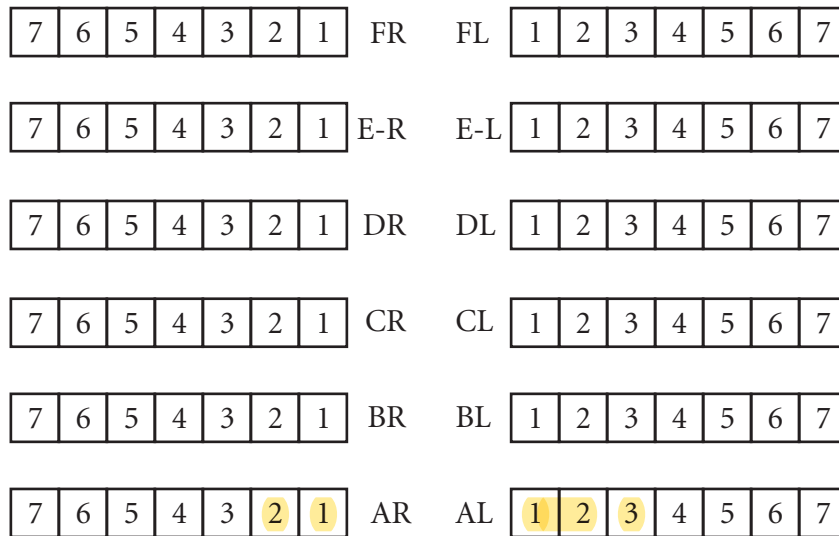 7 6 5 4 3 2 1 FR FL 1 2 3 4 5 6 7
7 6 5 4 3 2 1 E-R E-L 1 2 3 4 5 6 7
7 6 5 4 3 2 1 DR DL 1 2 3 4 5 6 7
7 6 5 4 3 2 1 CR CL 1 2 3 4 5 6 7
7 6 5 4 3 2 1 BR BL 1 2 3 4 5 6 7
7 6 5 4 3 2 1 AR AL 1 2 3 4 5 6 7